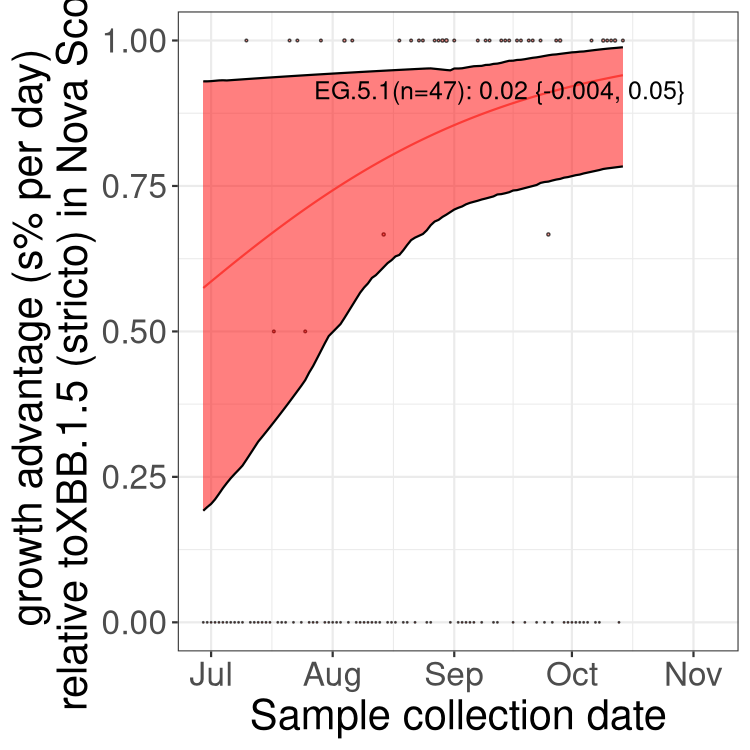 growth advantage (s% per day)
relative toXBB.1.5 (stricto) in Nova Sco
1.00
0.75
0.50
0.25
0.00
EG.5.1(n=47): 0.02 {-0.004, 0.05}
Jul Aug Sep Oct Nov
Sample collection date